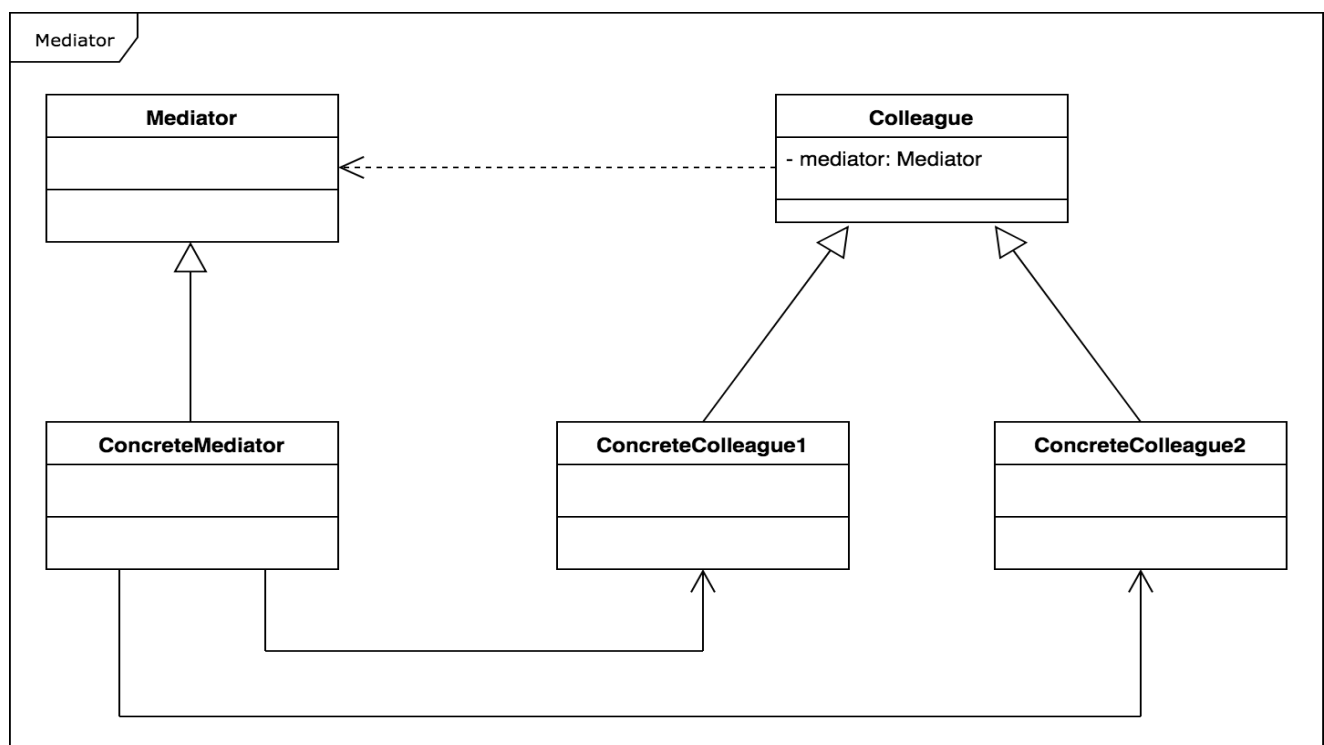 Mediator
Mediator
Colleague
- mediator: Mediator
ConcreteMediator
ConcreteColleague1
ConcreteColleague2